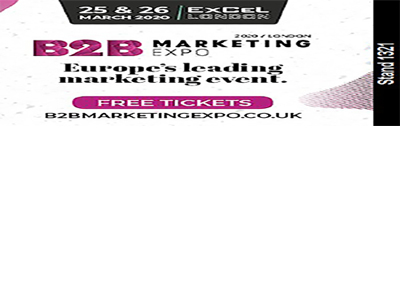 25 & 26
MARCH 2020
ExCeL
LONDON
2020 / LONDON
B2B MARKETING
EXPO
Europe's leading
marketing event.
FREE TICKETS
B2BMARKETINGEXPO.CO.UK
Stand 1321